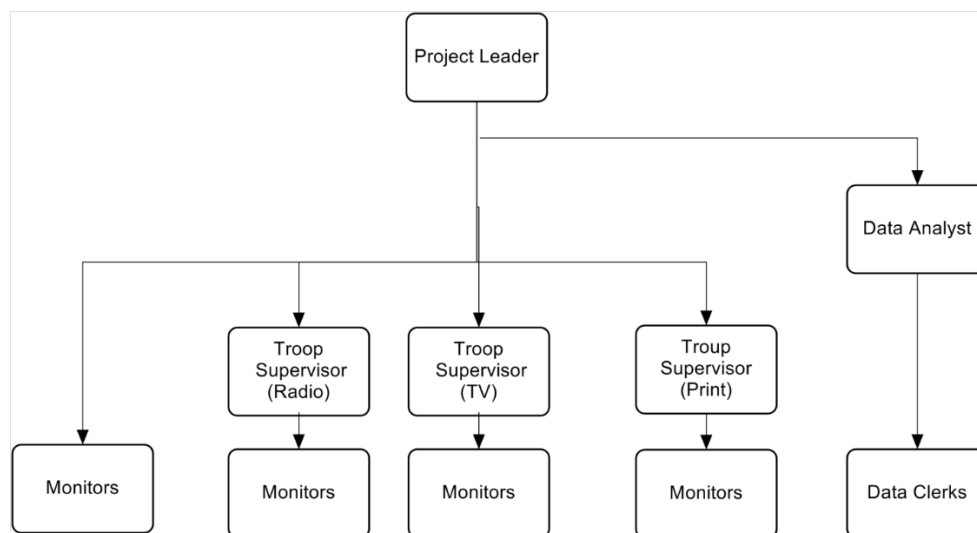 Project Leader
Data Analyst
Troop
Supervisor
(Radio)
Troop
Supervisor
(TV)
Troup
Supervisor
(Print)
Monitors
Monitors
Monitors
Monitors
Data Clerks